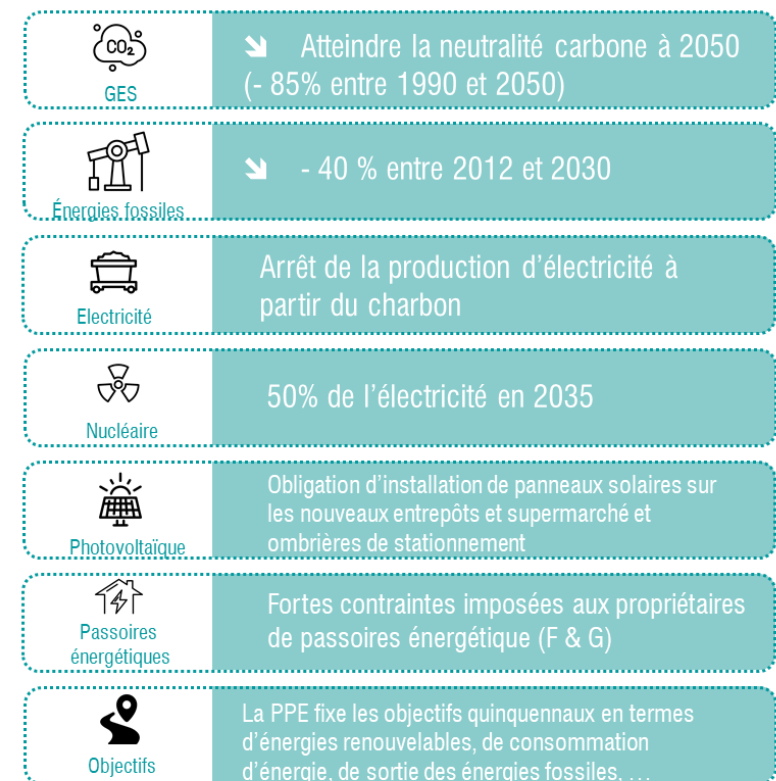 CO₂
GES
Atteindre la neutralité carbone à 2050
(- 85% entre 1990 et 2050)
Énergies fossiles
- 40 % entre 2012 et 2030
Electricité
Arrêt de la production d’électricité à
partir du charbon
Nucléaire
50% de l’électricité en 2035
Photovoltaïque
Obligation d’installation de panneaux solaires sur
les nouveaux entrepôts et supermarché et
ombrières de stationnement
Passoires
énergétiques
Fortes contraintes imposées aux propriétaires
de passoires énergétique (F & G)
Objectifs
La PPE fixe les objectifs quinquennaux en termes
d’énergies renouvelables, de consommation
d’énergie, de sortie des énergies fossiles, …